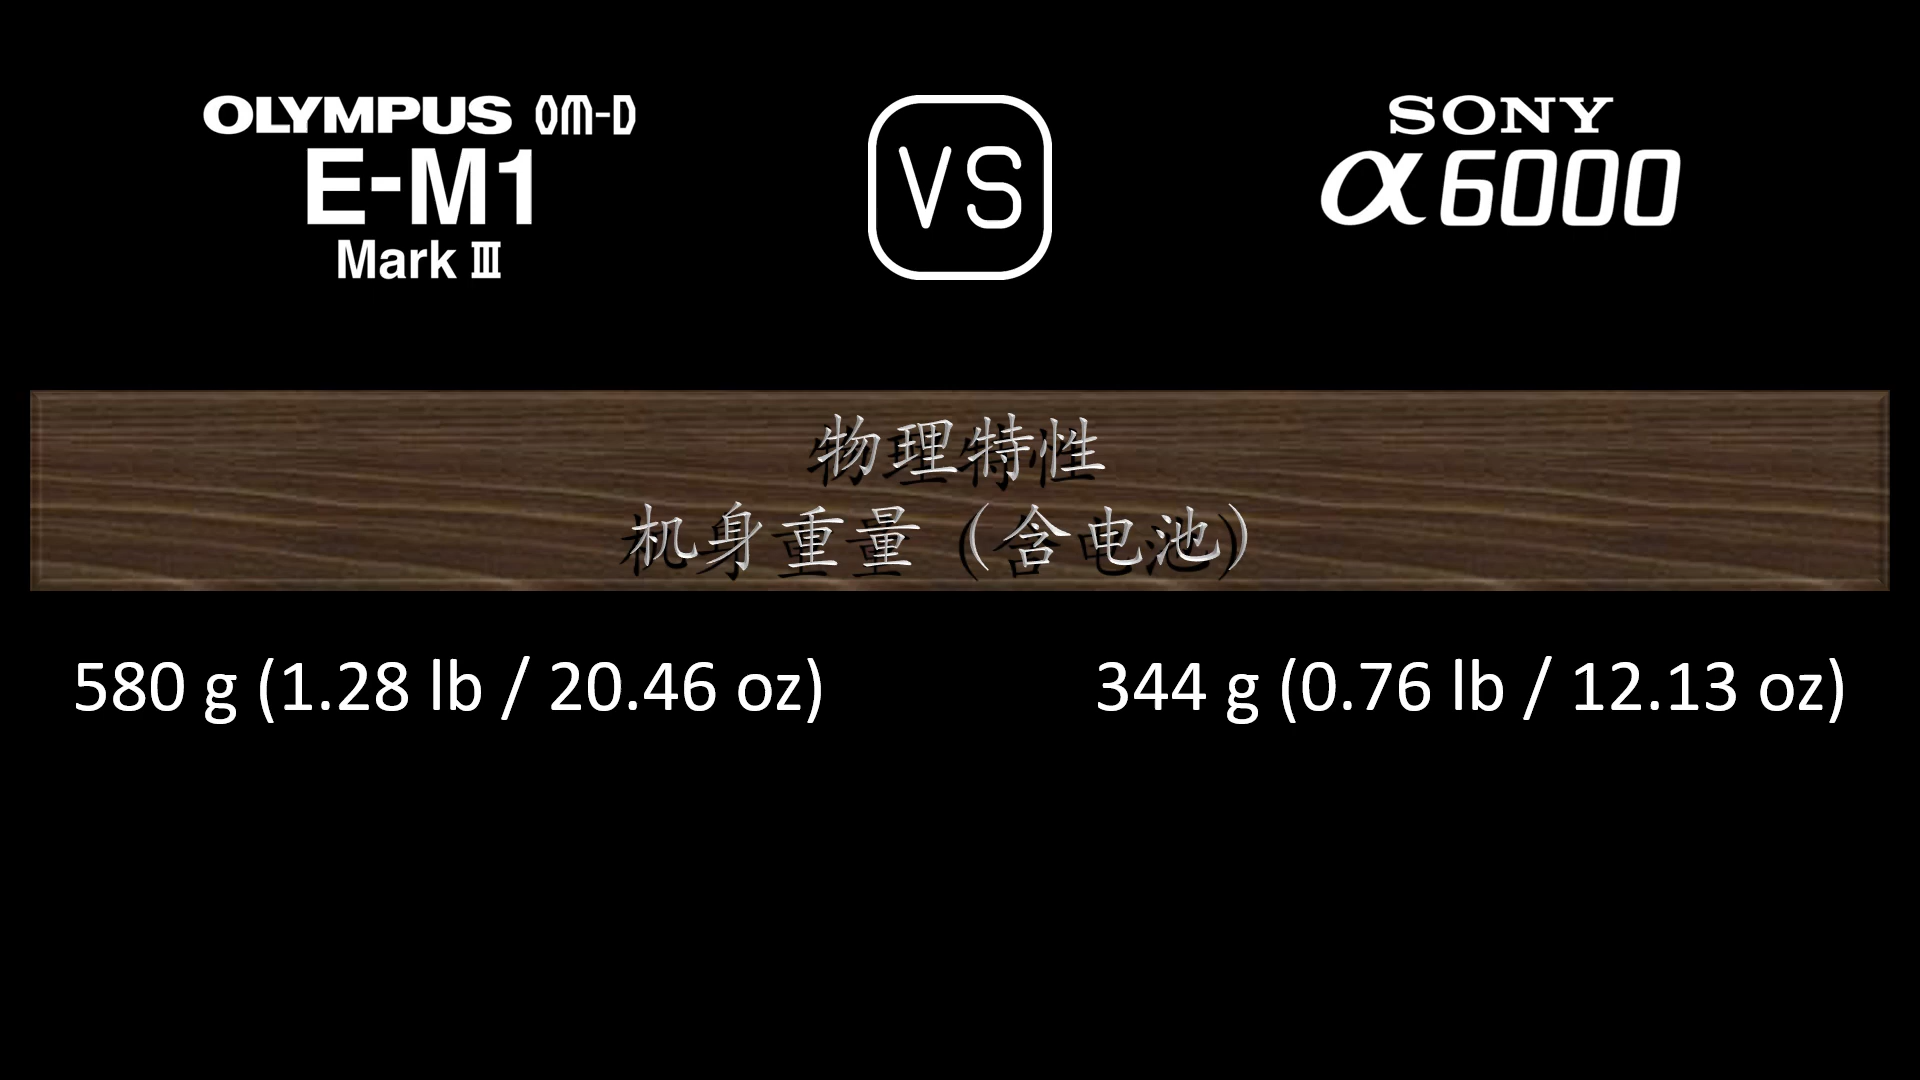 OLYMPUS OM-D
E-M1
Mark III
VS
SONY
α6000
物理特性
机身重量（含电池）
580 g (1.28 lb / 20.46 oz)
344 g (0.76 lb / 12.13 oz)